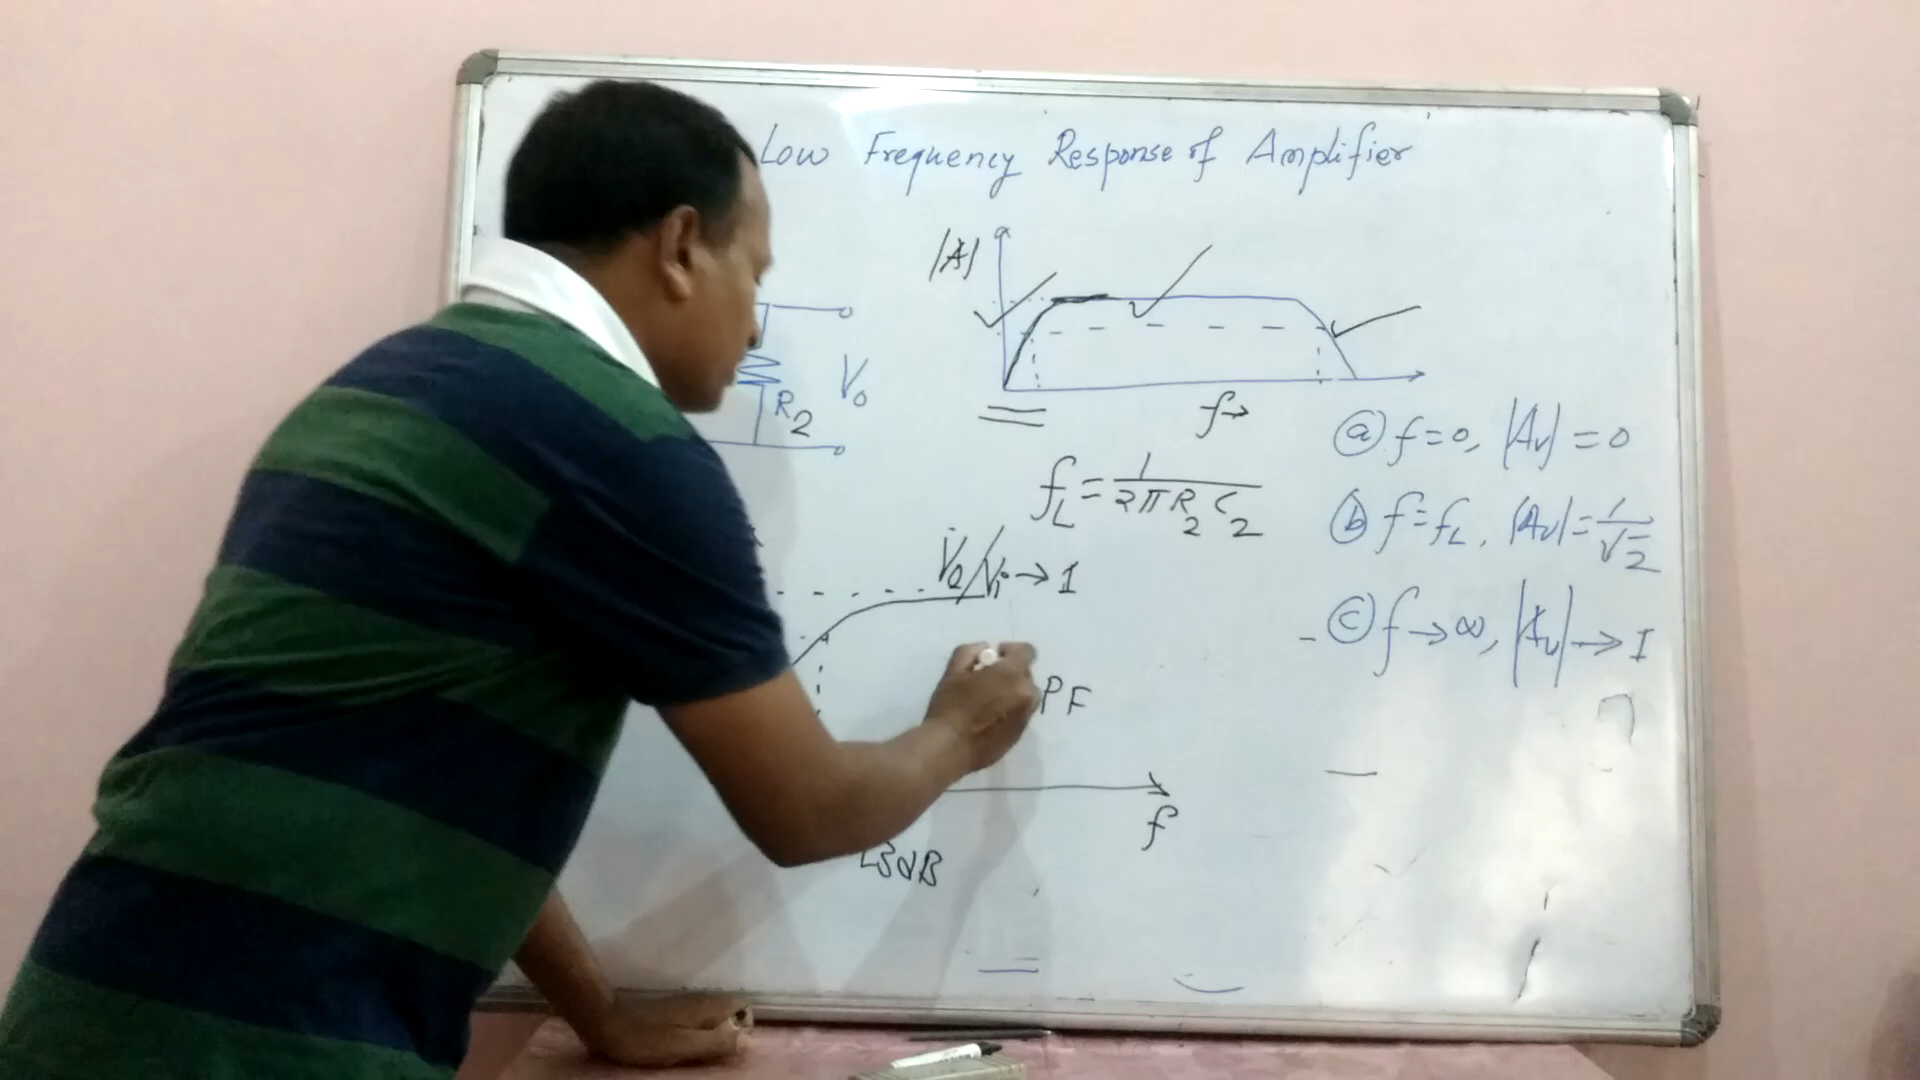 Low Frequency Response of Amplifier
|A|
V₀
R₂
f→
f_L = 1/2πR₂C₂
ⓐ f=0, |Av| = 0
ⓑ f=f_L, |Av| = 1/√2
ⓒ f→∞, |Av| → 1
V₀/Vi → 1
PF
f
3dB